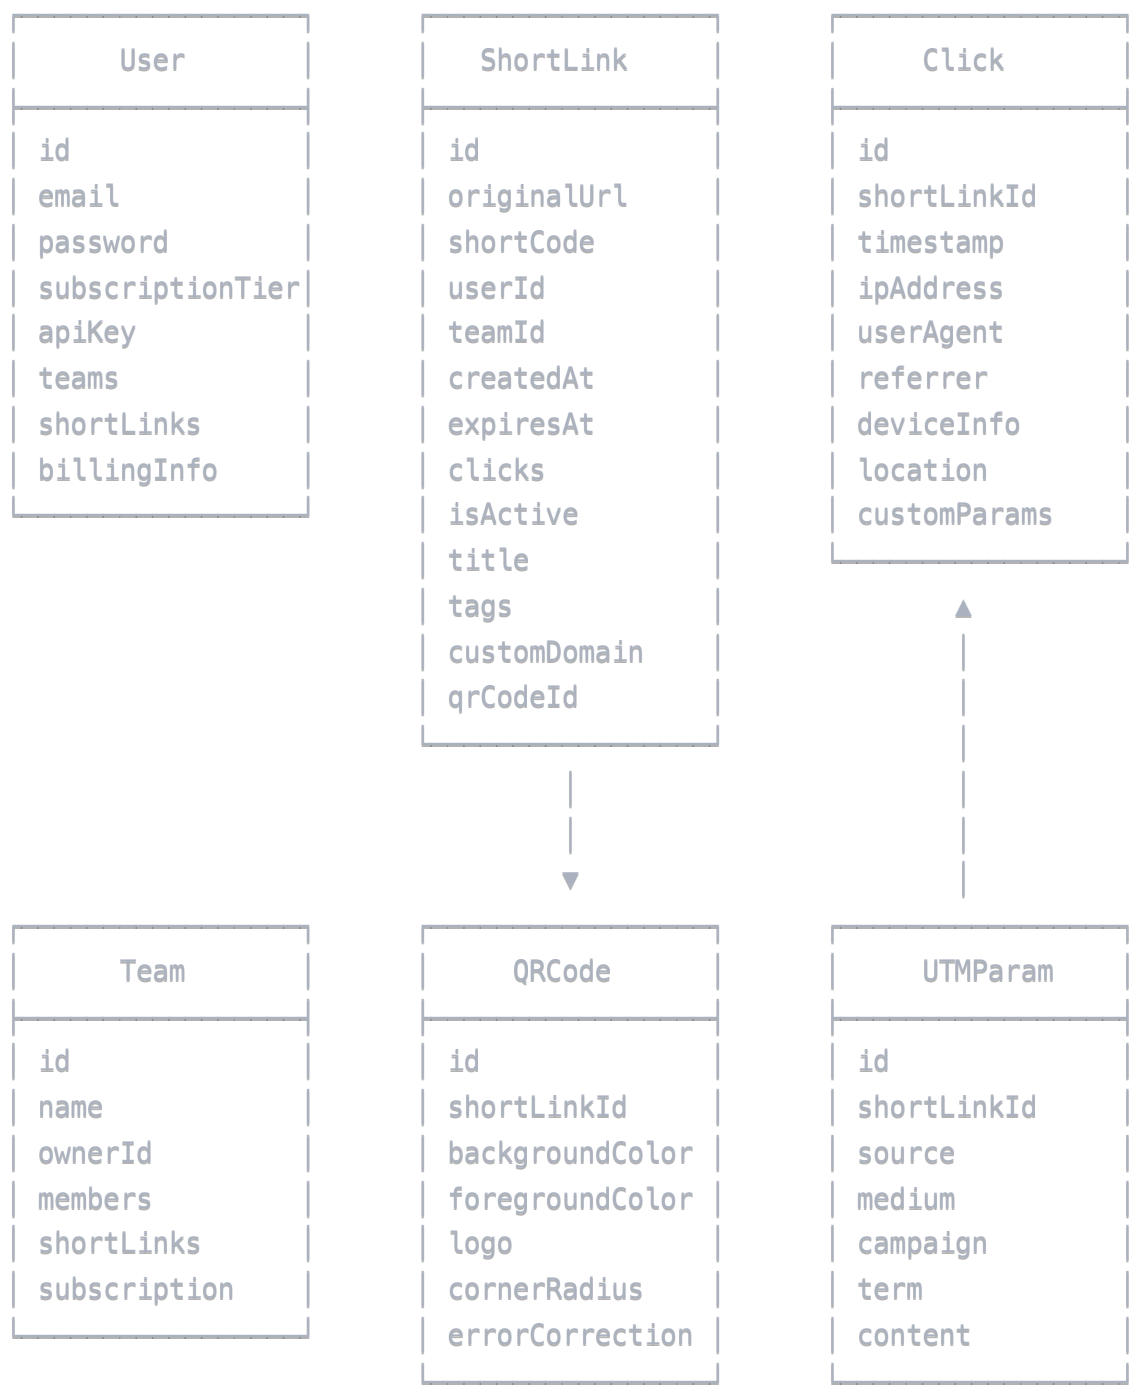 User
id
email
password
subscriptionTier
apiKey
teams
shortLinks
billingInfo
ShortLink
id
originalUrl
shortCode
userId
teamId
createdAt
expiresAt
clicks
isActive
title
tags
customDomain
qrCodeId
Click
id
shortLinkId
timestamp
ipAddress
userAgent
referrer
deviceInfo
location
customParams
Team
id
name
ownerId
members
shortLinks
subscription
QRCode
id
shortLinkId
backgroundColor
foregroundColor
logo
cornerRadius
errorCorrection
UTMParam
id
shortLinkId
source
medium
campaign
term
content